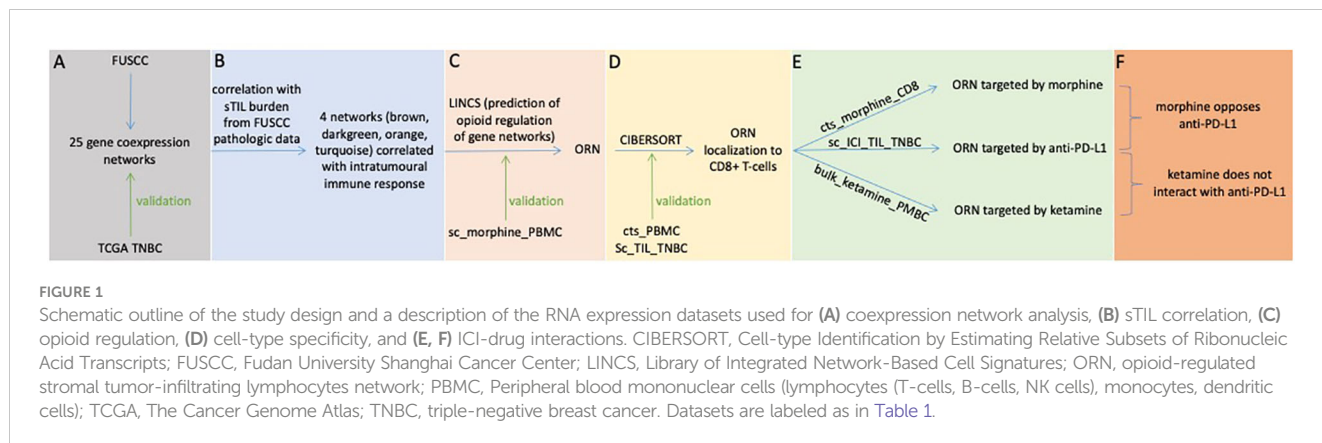 A
FUSCC
25 gene coexpression
networks
validation
TCGA TNBC
B
correlation with
sTIL burden
from FUSCC
pathologic data
4 networks (brown,
darkgreen, orange,
turquoise) correlated
with intratumoural
immune response
C
LINCS (prediction of
opioid regulation
of gene networks)
ORN
validation
sc_morphine_PBMC
D
CIBERSORT
ORN
localization to
CD8+ T-cells
validation
cts_PBMC
Sc_TIL_TNBC
E
cts_morphine_CD8
ORN targeted by morphine
sc_ICI_TIL_TNBC
ORN targeted by anti-PD-L1
bulk_ketamine_PMBC
ORN targeted by ketamine
F
morphine opposes
anti-PD-L1
ketamine does not
interact with anti-PD-L1
FIGURE 1
Schematic outline of the study design and a description of the RNA expression datasets used for (A) coexpression network analysis, (B) sTIL correlation, (C)
opioid regulation, (D) cell-type specificity, and (E, F) ICI-drug interactions. CIBERSORT, Cell-type Identification by Estimating Relative Subsets of Ribonucleic
Acid Transcripts; FUSCC, Fudan University Shanghai Cancer Center; LINCS, Library of Integrated Network-Based Cell Signatures; ORN, opioid-regulated
stromal tumor-infiltrating lymphocytes network; PBMC, Peripheral blood mononuclear cells (lymphocytes (T-cells, B-cells, NK cells), monocytes, dendritic
cells); TCGA, The Cancer Genome Atlas; TNBC, triple-negative breast cancer. Datasets are labeled as in Table 1.